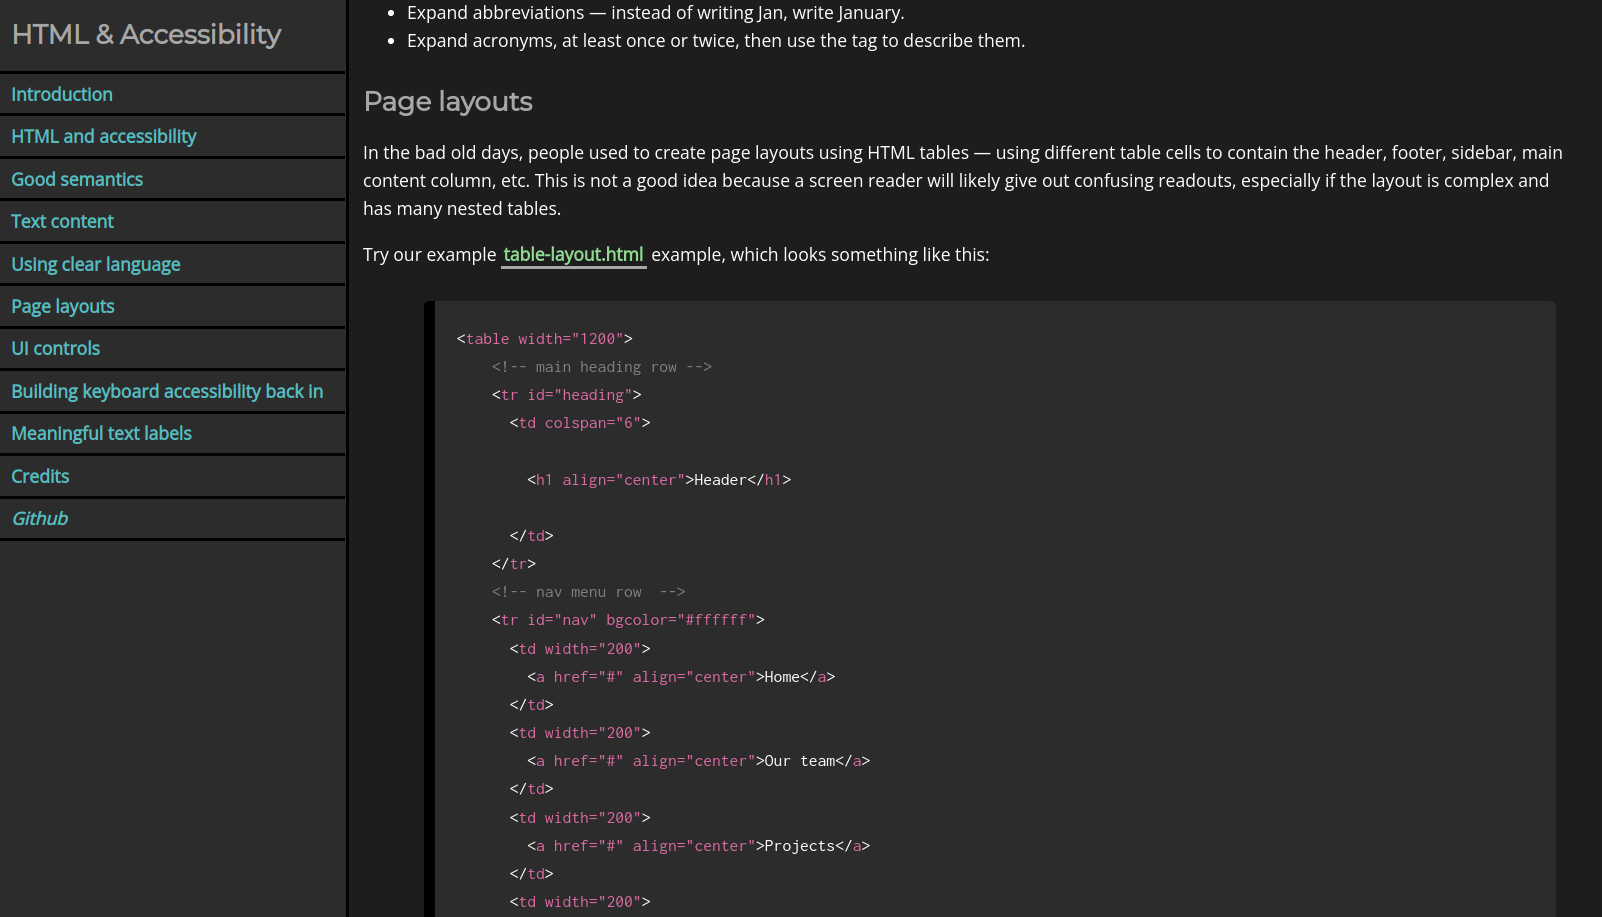 HTML & Accessibility
Introduction
HTML and accessibility
Good semantics
Text content
Using clear language
Page layouts
UI controls
Building keyboard accessibility back in
Meaningful text labels
Credits
Github
• Expand abbreviations — instead of writing Jan, write January.
• Expand acronyms, at least once or twice, then use the tag to describe them.
Page layouts
In the bad old days, people used to create page layouts using HTML tables — using different table cells to contain the header, footer, sidebar, main
content column, etc. This is not a good idea because a screen reader will likely give out confusing readouts, especially if the layout is complex and
has many nested tables.
Try our example table-layout.html example, which looks something like this:
<table width="1200">
<!-- main heading row -->
<tr id="heading">
<td colspan="6">
<h1 align="center">Header</h1>
</td>
</tr>
<!-- nav menu row  -->
<tr id="nav" bgcolor="#ffffff">
<td width="200">
<a href="#" align="center">Home</a>
</td>
<td width="200">
<a href="#" align="center">Our team</a>
</td>
<td width="200">
<a href="#" align="center">Projects</a>
</td>
<td width="200">